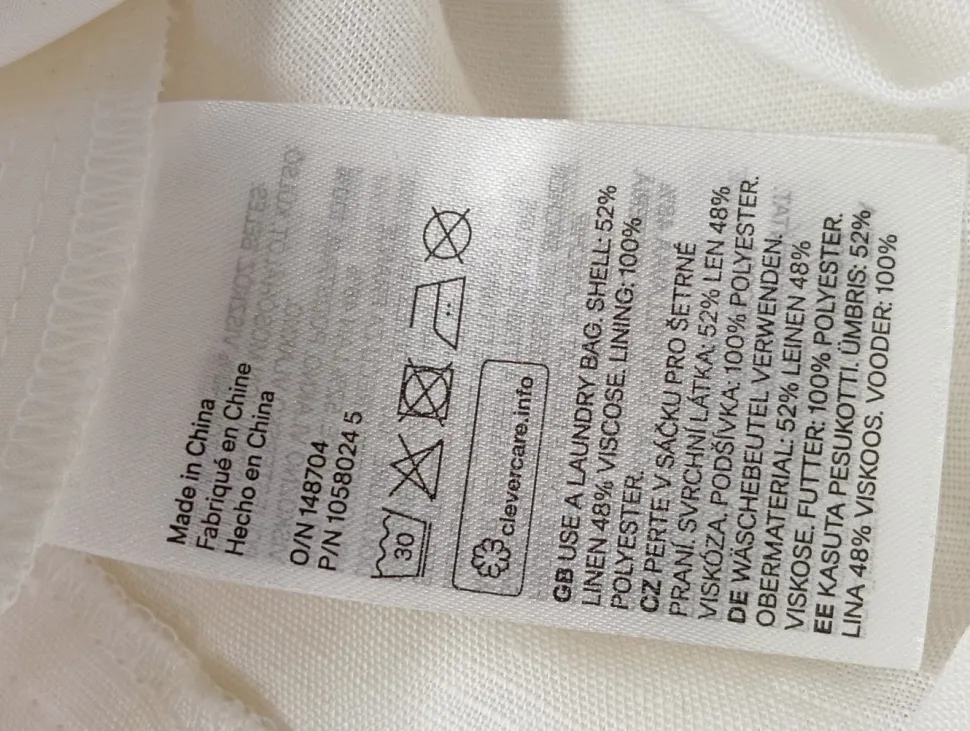 Made in China
Fabriqué en Chine
Hecho en China
O/N 148704
P/N 1058024 5
30
clevercare.info
GB USE A LAUNDRY BAG. SHELL: 52%
LINEN 48% VISCOSE. LINING: 100%
POLYESTER.
CZ PERTE V SÁČKU PRO ŠETRNÉ
PRANÍ. SVRCHNÍ LÁTKA: 52% LEN 48%
VISKÓZA. PODŠÍVKA: 100% POLYESTER.
DE WÄSCHEBEUTEL VERWENDEN.
OBERMATERIAL: 52% LEINEN 48%
VISKOSE. FUTTER: 100% POLYESTER.
EE KASUTA PESUKOTTI. ÜMBRIS: 52%
LINA 48% VISKOOS. VOODER: 100%